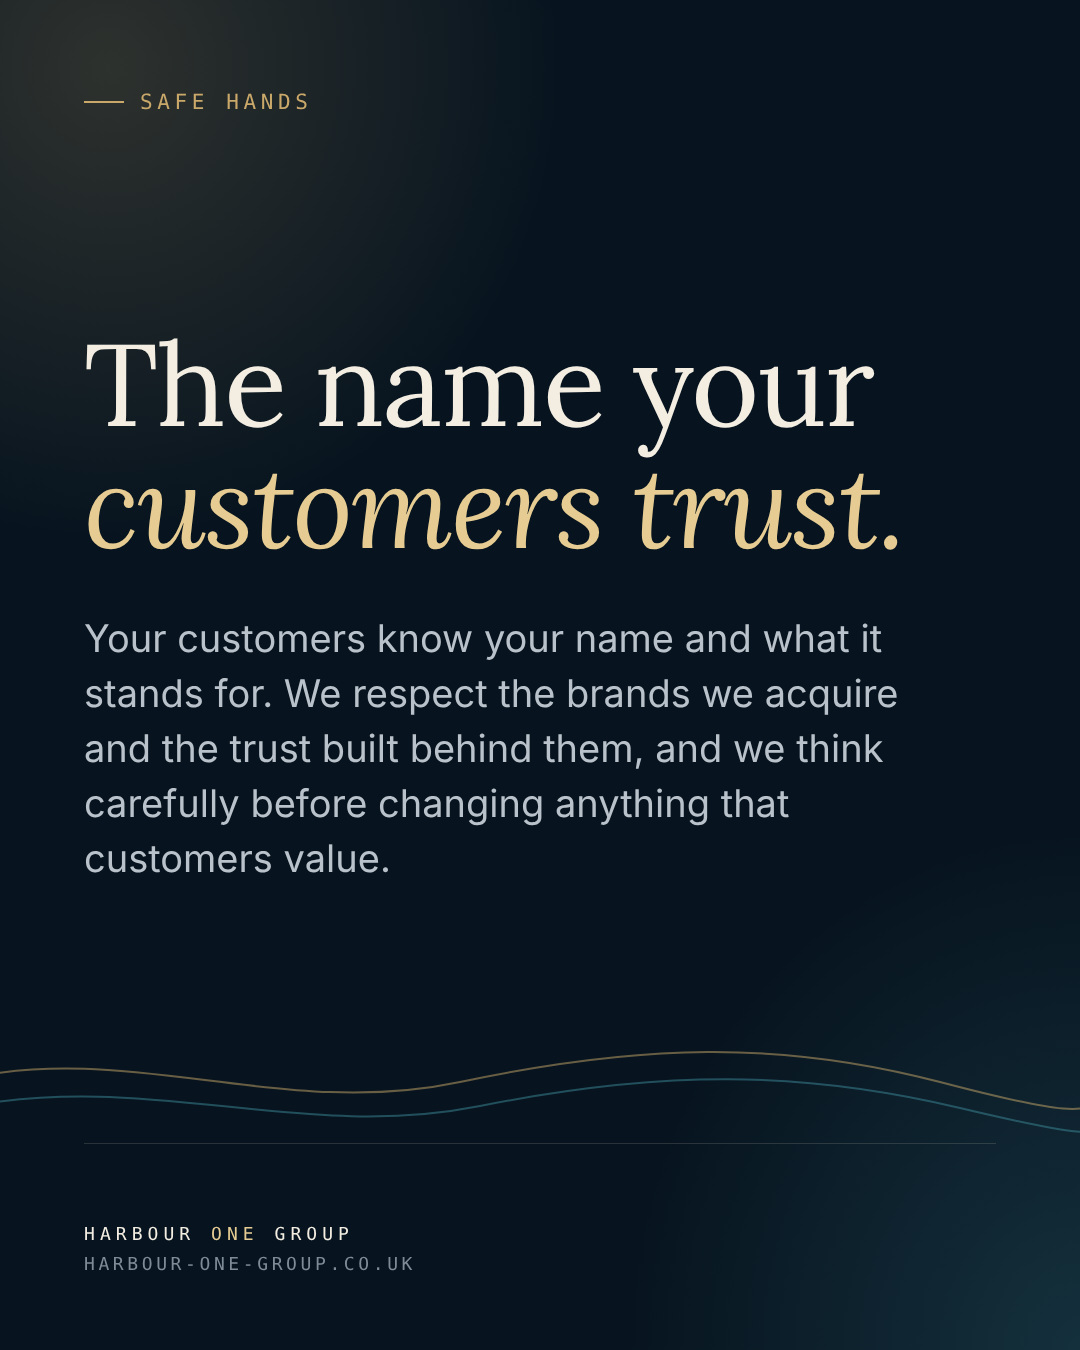 SAFE HANDS
The name your
customers trust.
Your customers know your name and what it
stands for. We respect the brands we acquire
and the trust built behind them, and we think
carefully before changing anything that
customers value.
HARBOUR ONE GROUP
HARBOUR-ONE-GROUP.CO.UK